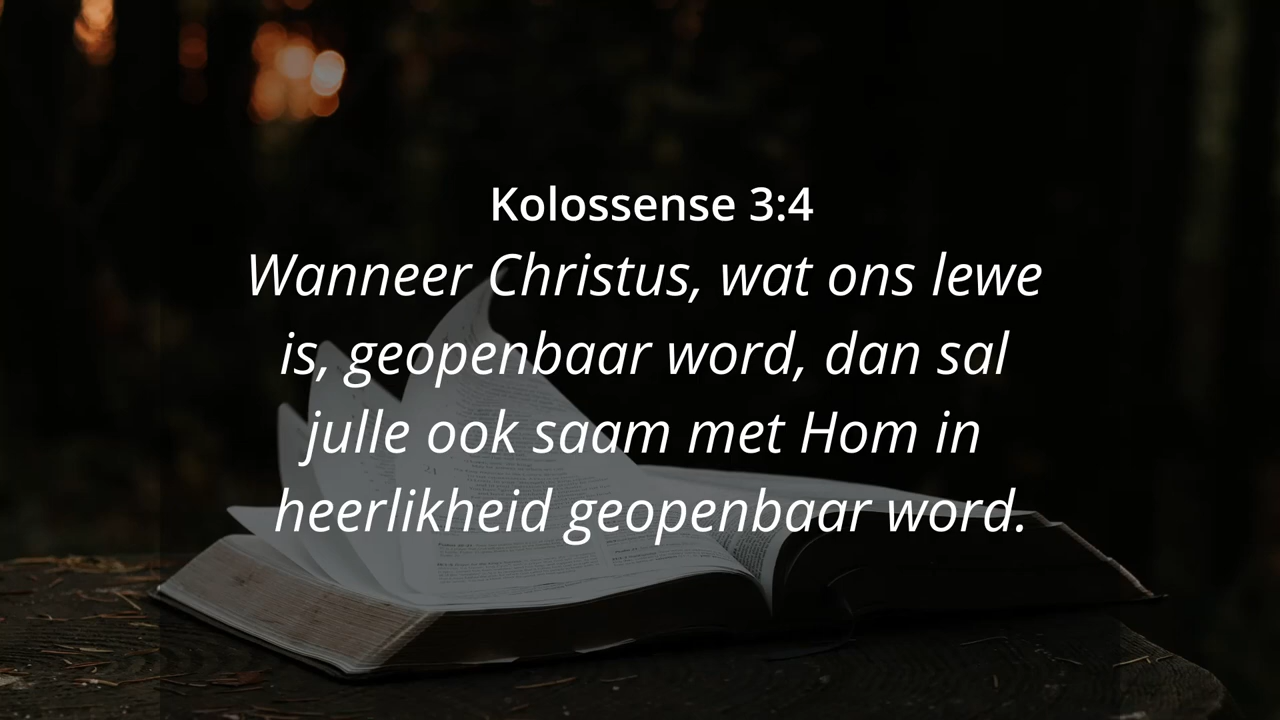 Kolossense 3:4
Wanneer Christus, wat ons lewe
is, geopenbaar word, dan sal
julle ook saam met Hom in
heerlikheid geopenbaar word.